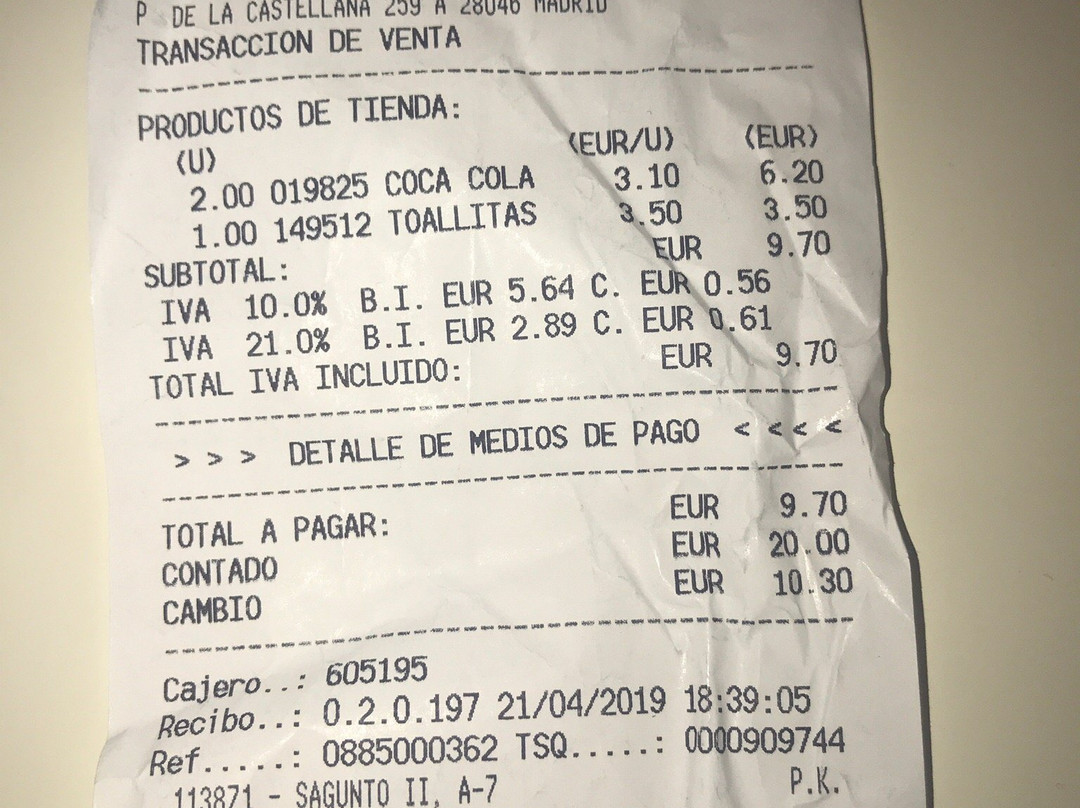 P DE LA CASTELLANA 259 A 28046 MADRID
TRANSACCION DE VENTA
PRODUCTOS DE TIENDA:
(U) (EUR/U) (EUR)
2.00 019825 COCA COLA 3.10 6.20
1.00 149512 TOALLITAS 3.50 3.50
SUBTOTAL: EUR 9.70
IVA 10.0% B.I. EUR 5.64 C. EUR 0.56
IVA 21.0% B.I. EUR 2.89 C. EUR 0.61
TOTAL IVA INCLUIDO: EUR 9.70
> > > DETALLE DE MEDIOS DE PAGO < < < <
TOTAL A PAGAR: EUR 9.70
CONTADO EUR 20.00
CAMBIO EUR 10.30
Cajero..: 605195
Recibo..: 0.2.0.197 21/04/2019 18:39:05
Ref.....: 0885000362 TSQ.....: 0000909744
113871 - SAGUNTO II, A-7 P.K.